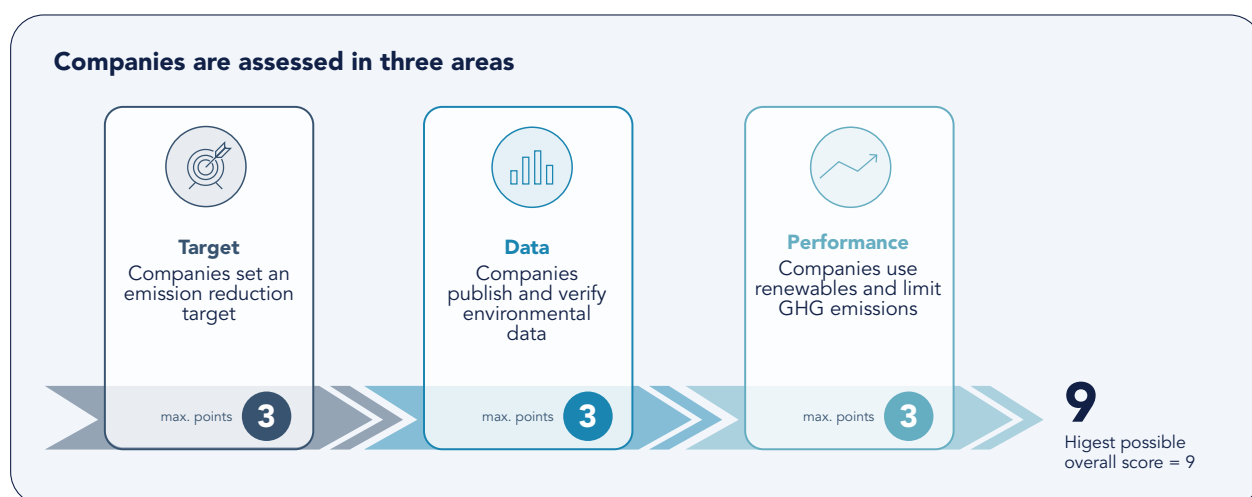 Companies are assessed in three areas
Target
Companies set an
emission reduction
target
max. points 3
Data
Companies
publish and verify
environmental
data
max. points 3
Performance
Companies use
renewables and limit
GHG emissions
max. points 3
9
Higest possible
overall score = 9